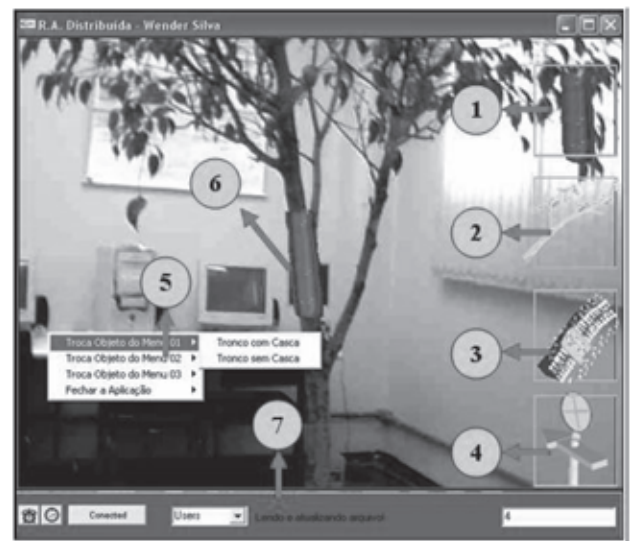 R.A. Distribuída - Wender Silva
1
6
2
5
Troca Objeto do Menu 01
Tronco com Casca
Troca Objeto do Menu 02
Tronco sem Casca
Troca Objeto do Menu 03
3
Fechar a Aplicação
7
4
Conected
Users
Lendo e atualizando arquivo!
4